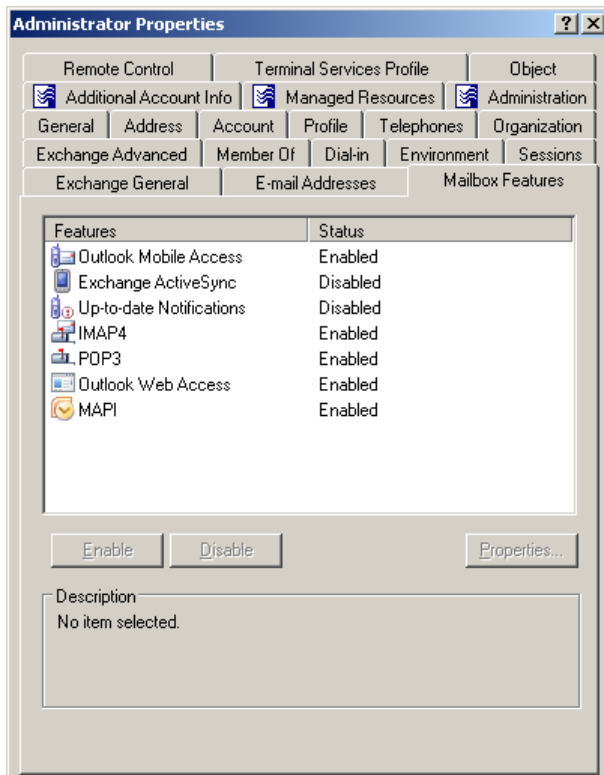 Administrator Properties
Remote Control Terminal Services Profile Object
Additional Account Info Managed Resources Administration
General Address Account Profile Telephones Organization
Exchange Advanced Member Of Dial-in Environment Sessions
Exchange General E-mail Addresses Mailbox Features
Features Status
Outlook Mobile Access Enabled
Exchange ActiveSync Disabled
Up-to-date Notifications Disabled
IMAP4 Enabled
POP3 Enabled
Outlook Web Access Enabled
MAPI Enabled
Enable Disable Properties...
Description
No item selected.